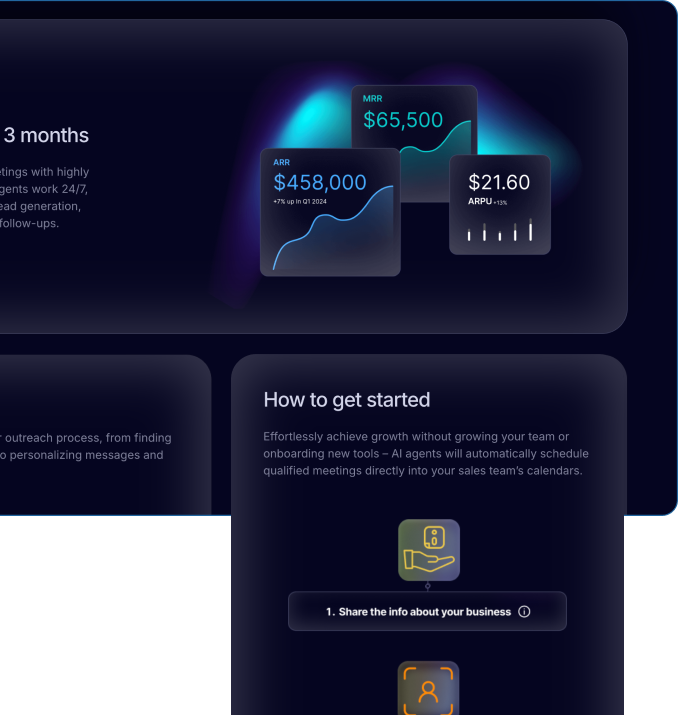 3 months
etings with highly
gents work 24/7,
ead generation,
follow-ups.
MRR
$65,500
ARR
$458,000
+7% up in Q1 2024
$21.60
ARPU +13%
r outreach process, from finding
o personalizing messages and
How to get started
Effortlessly achieve growth without growing your team or
onboarding new tools – AI agents will automatically schedule
qualified meetings directly into your sales team’s calendars.
1. Share the info about your business